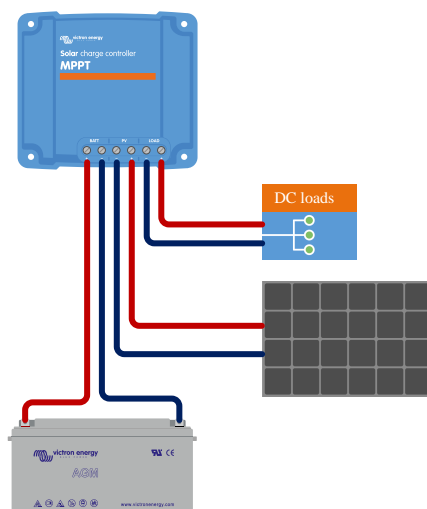 victron energy
Solar charge controller
MPPT
BATT PV LOAD
DC loads
victron energy
AGM
CE
www.victronenergy.com